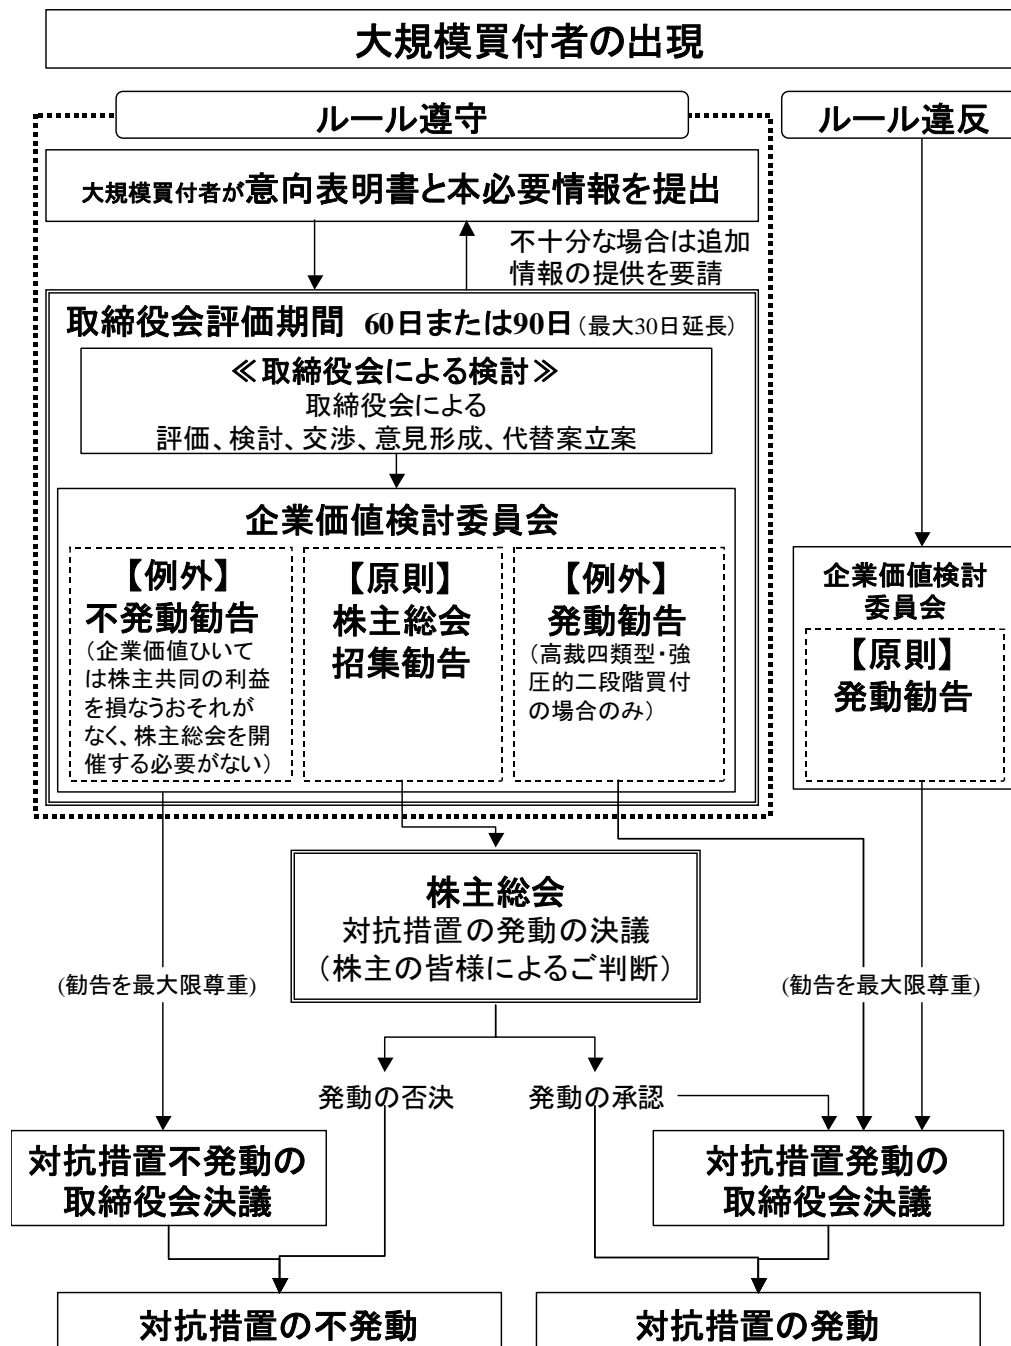 大規模買付者の出現
ルール遵守
ルール違反
大規模買付者が意向表明書と本必要情報を提出
不十分な場合は追加
情報の提供を要請
取締役会評価期間 60日または90日(最大30日延長)
≪取締役会による検討≫
取締役会による
評価、検討、交渉、意見形成、代替案立案
企業価値検討委員会
【例外】
不発動勧告
(企業価値ひいて
は株主共同の利益
を損なうおそれが
なく、株主総会を開
催する必要がない)
【原則】
株主総会
招集勧告
【例外】
発動勧告
(高裁四類型・強
圧的二段階買付
の場合のみ)
企業価値検討
委員会
【原則】
発動勧告
株主総会
対抗措置の発動の決議
(株主の皆様によるご判断)
(勧告を最大限尊重)
(勧告を最大限尊重)
発動の否決
発動の承認
対抗措置不発動の
取締役会決議
対抗措置発動の
取締役会決議
対抗措置の不発動
対抗措置の発動